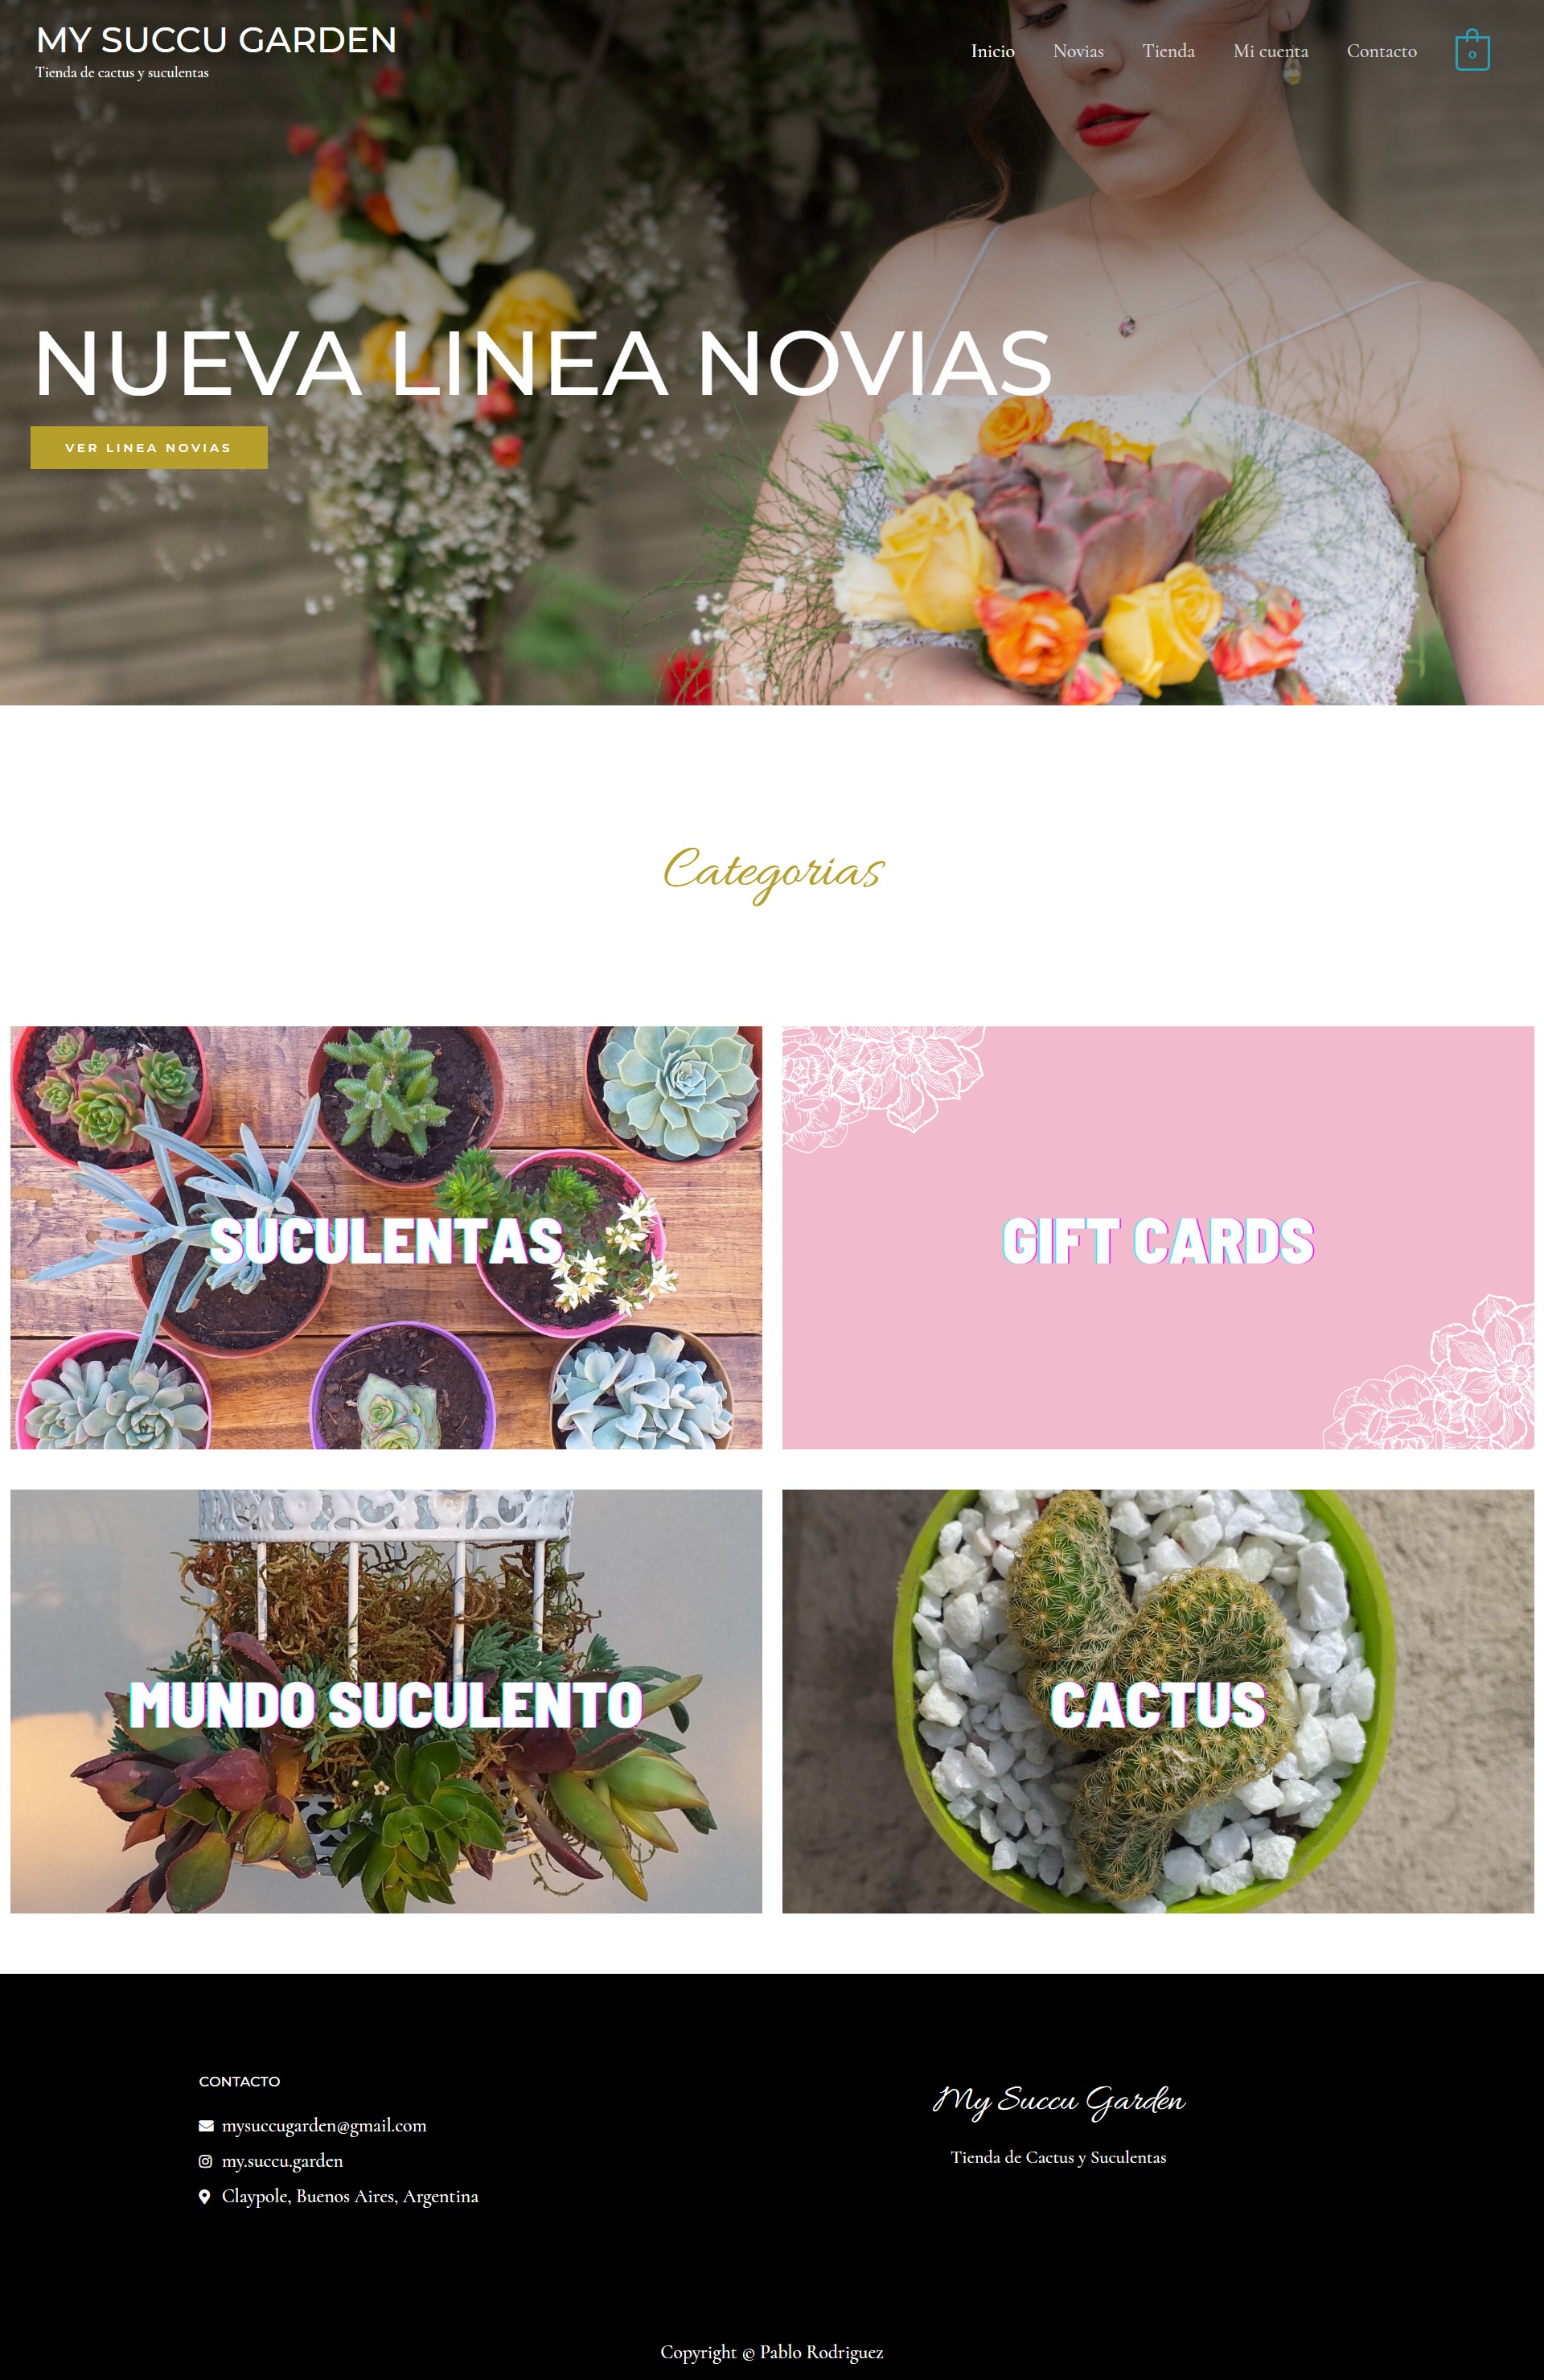 MY SUCCU GARDEN
Tienda de cactus y suculentas
Inicio Novias Tienda Mi cuenta Contacto 0
NUEVA LINEA NOVIAS
VER LINEA NOVIAS
Categorias
SUCULENTAS
GIFT CARDS
MUNDO SUCULENTO
CACTUS
CONTACTO
mysuccugarden@gmail.com
my.succu.garden
Claypole, Buenos Aires, Argentina
My Succu Garden
Tienda de Cactus y Suculentas
Copyright © Pablo Rodriguez